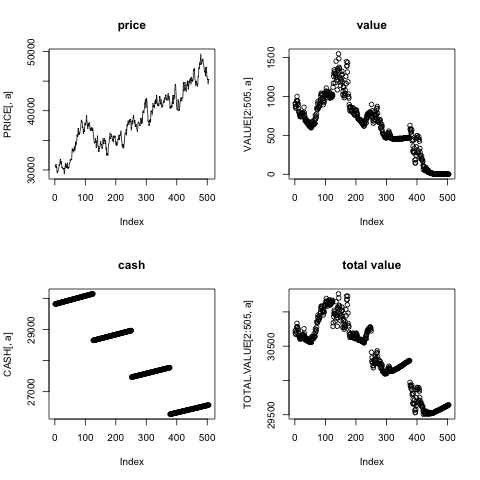 price
PRICE[, a]
30000
40000
50000
0
100
200
300
400
500
Index
value
VALUE[2:505, a]
0
500
1000
1500
0
100
200
300
400
500
Index
cash
CASH[, a]
27000
29000
0
100
200
300
400
500
Index
total value
TOTAL.VALUE[2:505, a]
29500
30500
0
100
200
300
400
500
Index